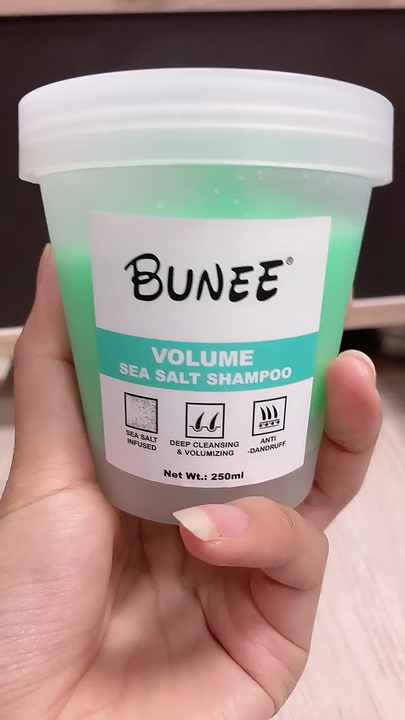 BUNEE®
VOLUME
SEA SALT SHAMPOO
SEA SALT
INFUSED
DEEP CLEANSING
& VOLUMIZING
ANTI
-DANDRUFF
Net Wt.: 250ml